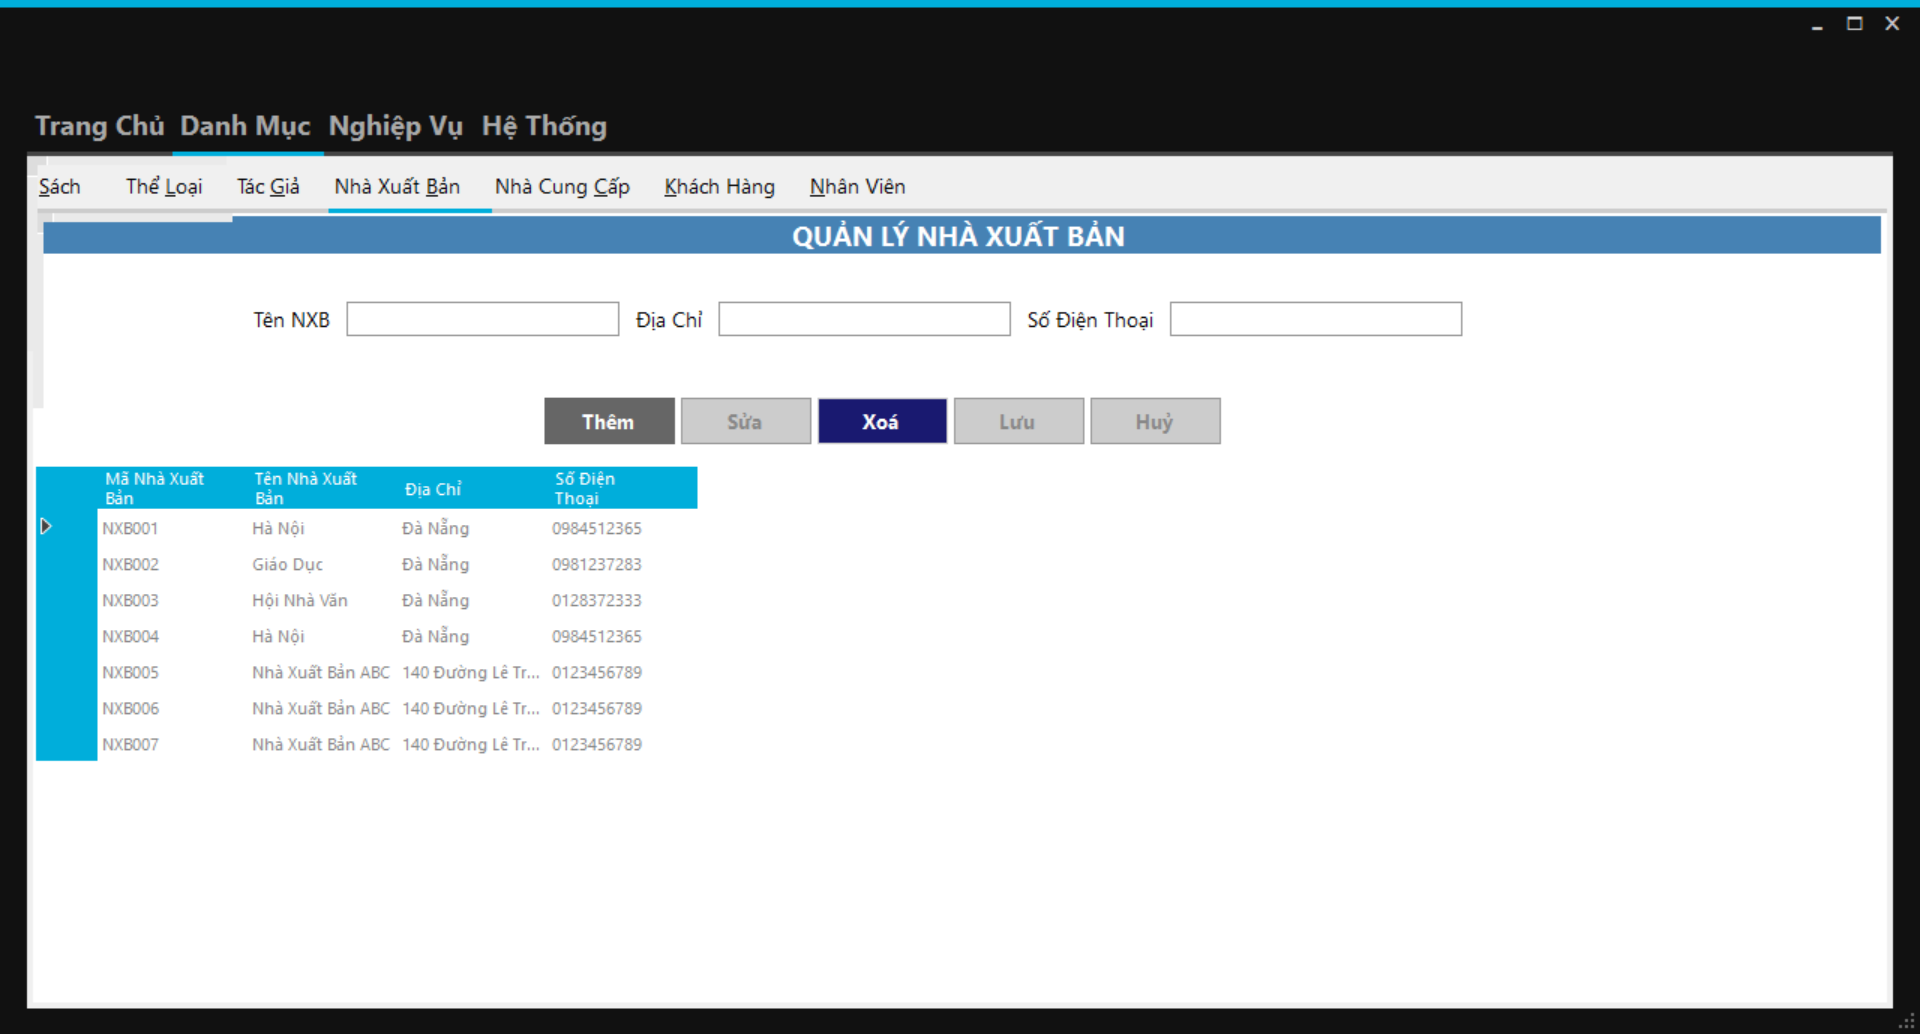 Trang Chủ Danh Mục Nghiệp Vụ Hệ Thống
Sách Thể Loại Tác Giả Nhà Xuất Bản Nhà Cung Cấp Khách Hàng Nhân Viên
QUẢN LÝ NHÀ XUẤT BẢN
Tên NXB Địa Chỉ Số Điện Thoại
Thêm Sửa Xoá Lưu Huỷ
Mã Nhà Xuất Bản Tên Nhà Xuất Bản Địa Chỉ Số Điện Thoại
NXB001 Hà Nội Đà Nẵng 0984512365
NXB002 Giáo Dục Đà Nẵng 0981237283
NXB003 Hội Nhà Văn Đà Nẵng 0128372333
NXB004 Hà Nội Đà Nẵng 0984512365
NXB005 Nhà Xuất Bản ABC 140 Đường Lê Tr... 0123456789
NXB006 Nhà Xuất Bản ABC 140 Đường Lê Tr... 0123456789
NXB007 Nhà Xuất Bản ABC 140 Đường Lê Tr... 0123456789